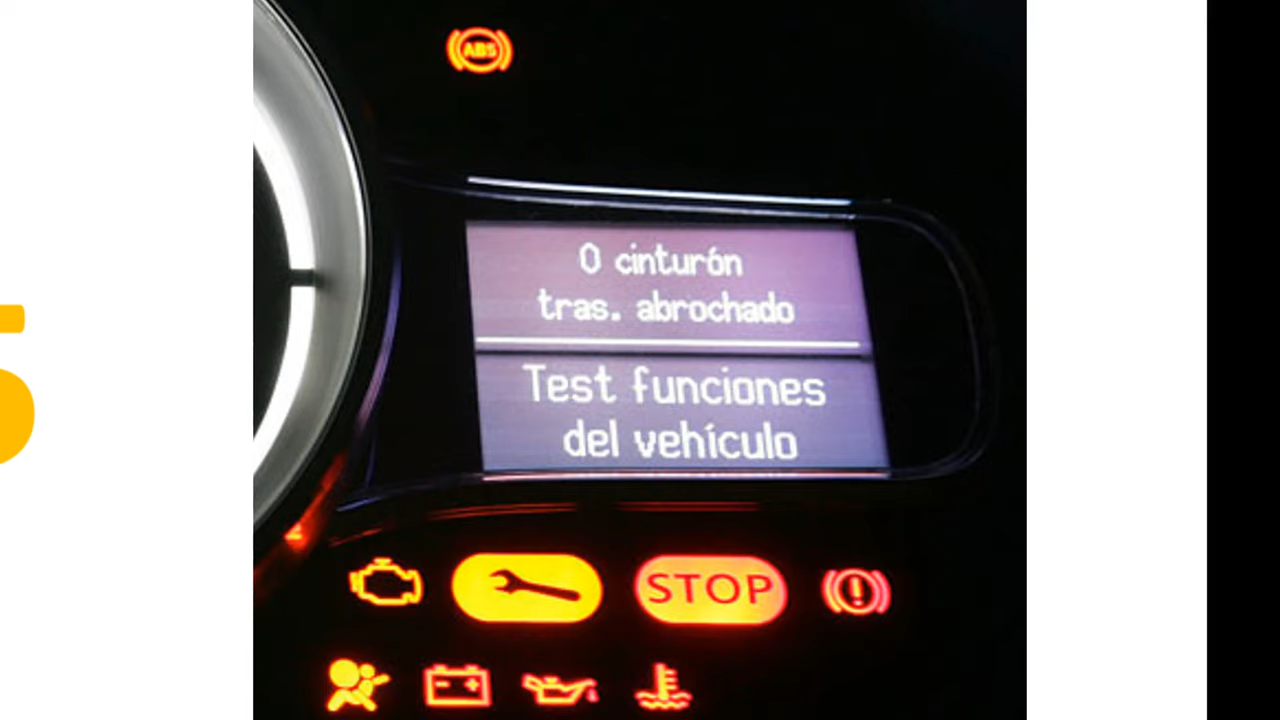 ABS
0 cinturón
tras. abrochado
Test funciones
del vehículo
STOP